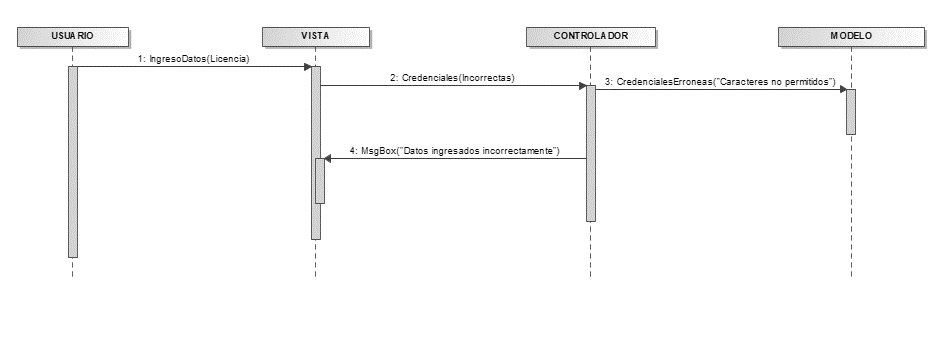 USUARIO
VISTA
CONTROLADOR
MODELO
1: IngresoDatos(Licencia)
2: Credenciales(Incorrectas)
3: CredencialesErroneas("Caracteres no permitidos")
4: MsgBox("Datos ingresados incorrectamente")